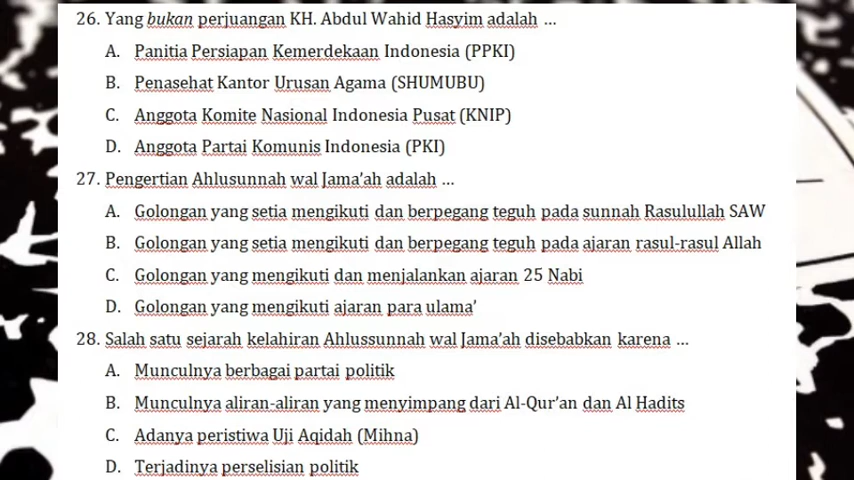 26. Yang bukan perjuangan KH. Abdul Wahid Hasyim adalah ...
A. Panitia Persiapan Kemerdekaan Indonesia (PPKI)
B. Penasehat Kantor Urusan Agama (SHUMUBU)
C. Anggota Komite Nasional Indonesia Pusat (KNIP)
D. Anggota Partai Komunis Indonesia (PKI)
27. Pengertian Ahlusunnah wal Jama’ah adalah ...
A. Golongan yang setia mengikuti dan berpegang teguh pada sunnah Rasulullah SAW
B. Golongan yang setia mengikuti dan berpegang teguh pada ajaran rasul-rasul Allah
C. Golongan yang mengikuti dan menjalankan ajaran 25 Nabi
D. Golongan yang mengikuti ajaran para ulama’
28. Salah satu sejarah kelahiran Ahlussunnah wal Jama’ah disebabkan karena ...
A. Munculnya berbagai partai politik
B. Munculnya aliran-aliran yang menyimpang dari Al-Qur’an dan Al Hadits
C. Adanya peristiwa Uji Aqidah (Mihna)
D. Terjadinya perselisian politik